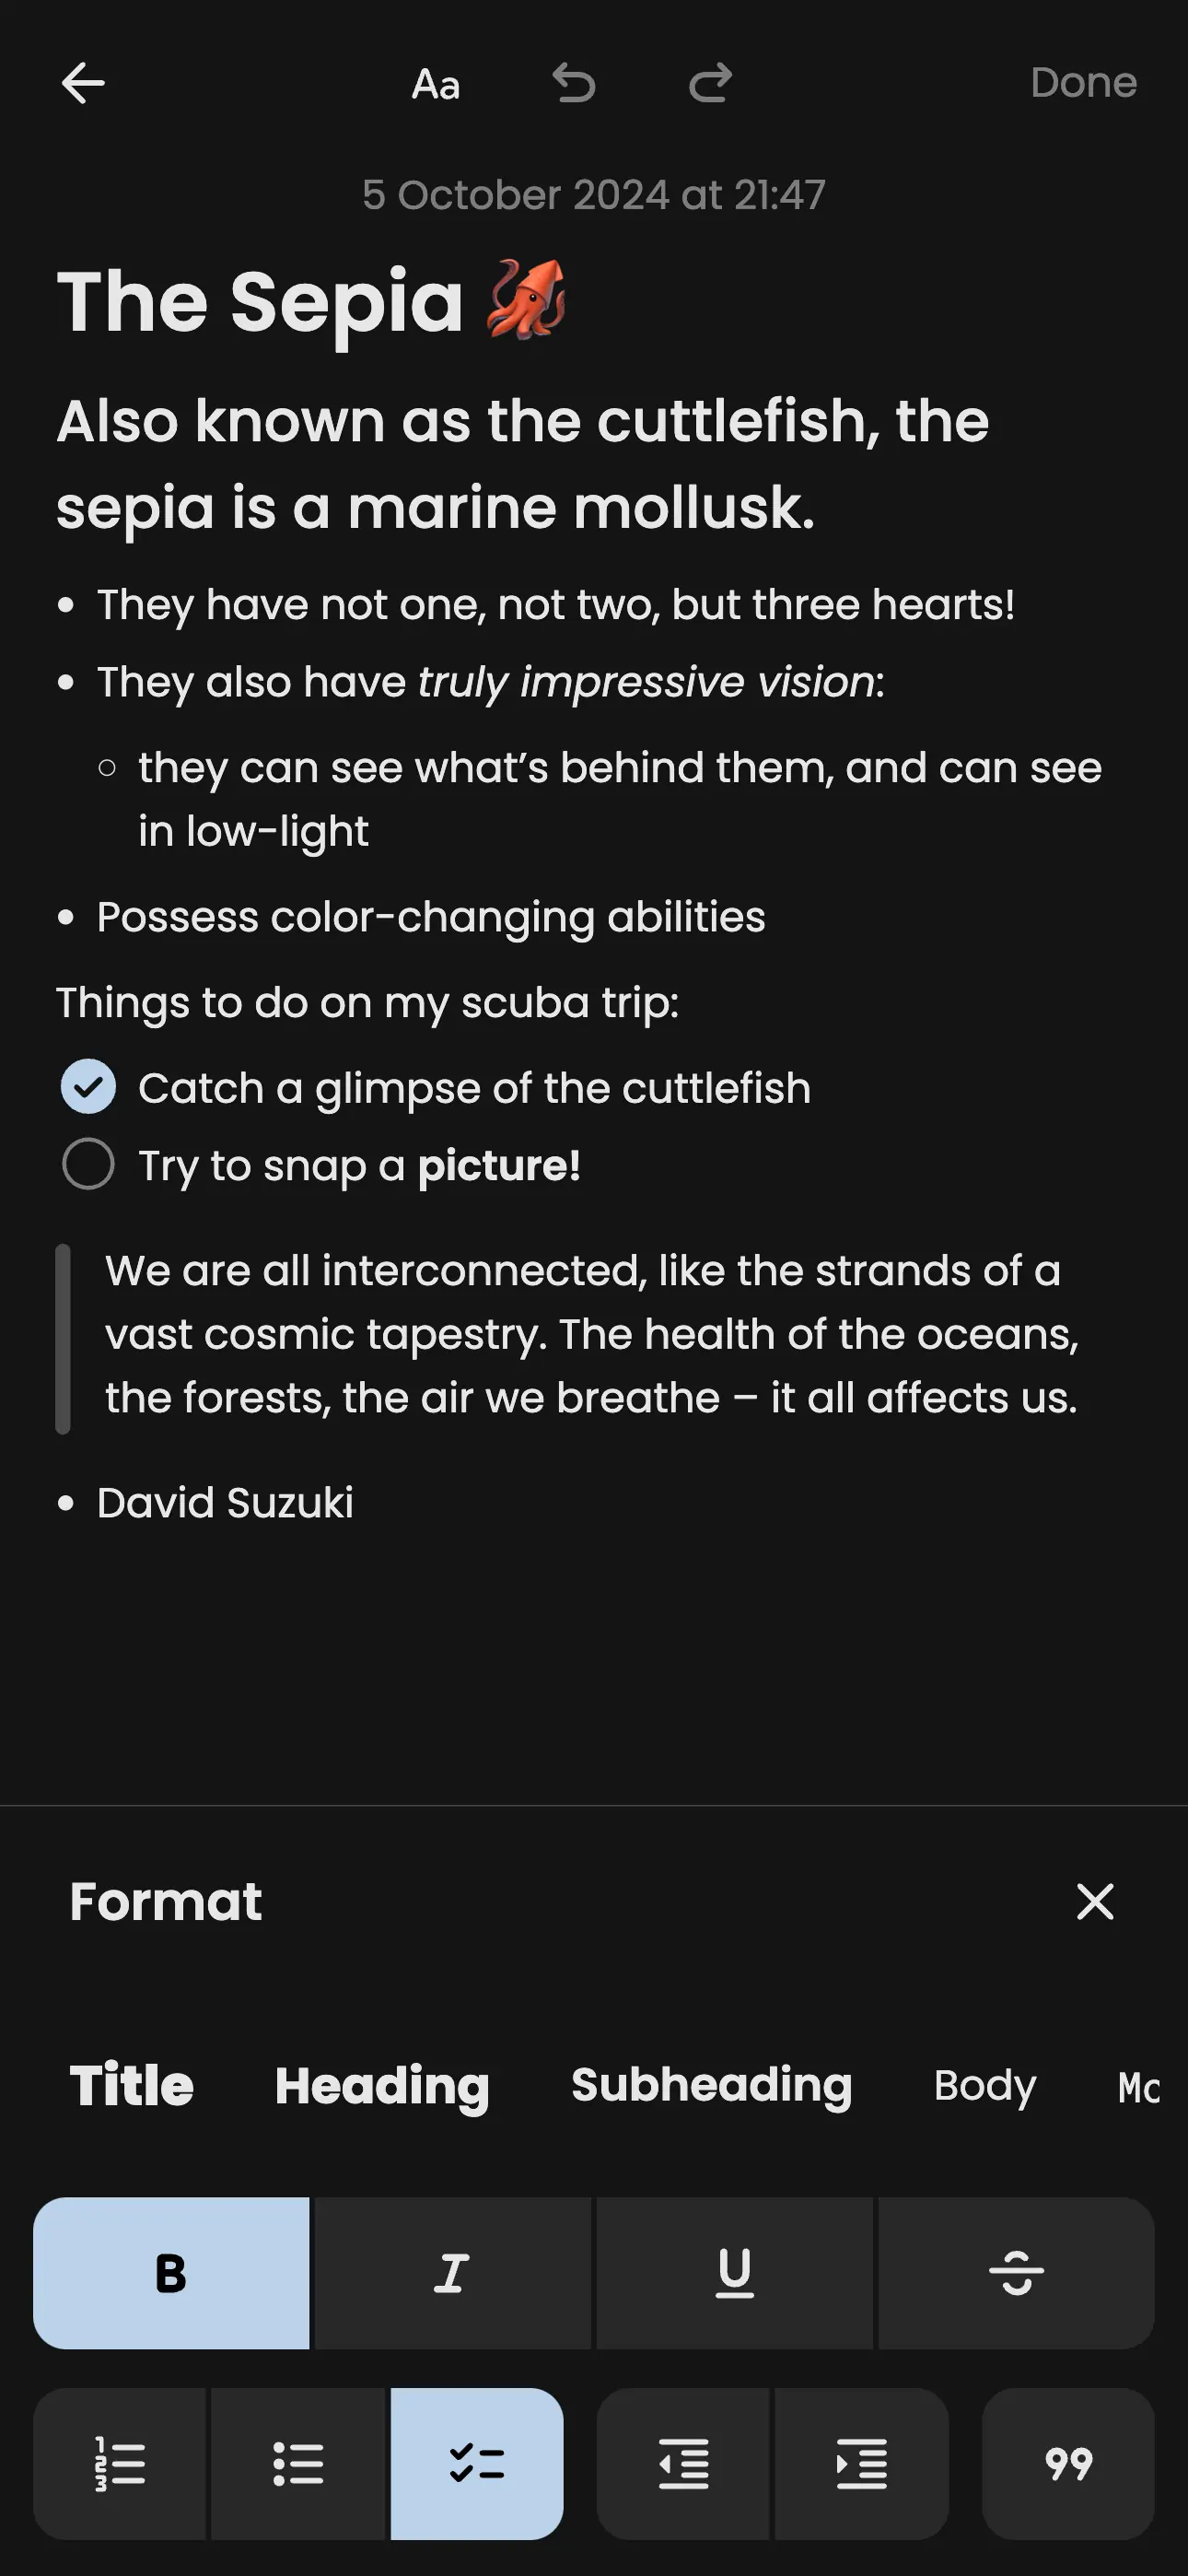 Aa
Done
5 October 2024 at 21:47
The Sepia 🦑
Also known as the cuttlefish, the
sepia is a marine mollusk.
• They have not one, not two, but three hearts!
• They also have truly impressive vision:
○ they can see what’s behind them, and can see
in low-light
• Possess color-changing abilities
Things to do on my scuba trip:
Catch a glimpse of the cuttlefish
Try to snap a picture!
We are all interconnected, like the strands of a
vast cosmic tapestry. The health of the oceans,
the forests, the air we breathe – it all affects us.
• David Suzuki
Format
Title Heading Subheading Body Mo
B I U S